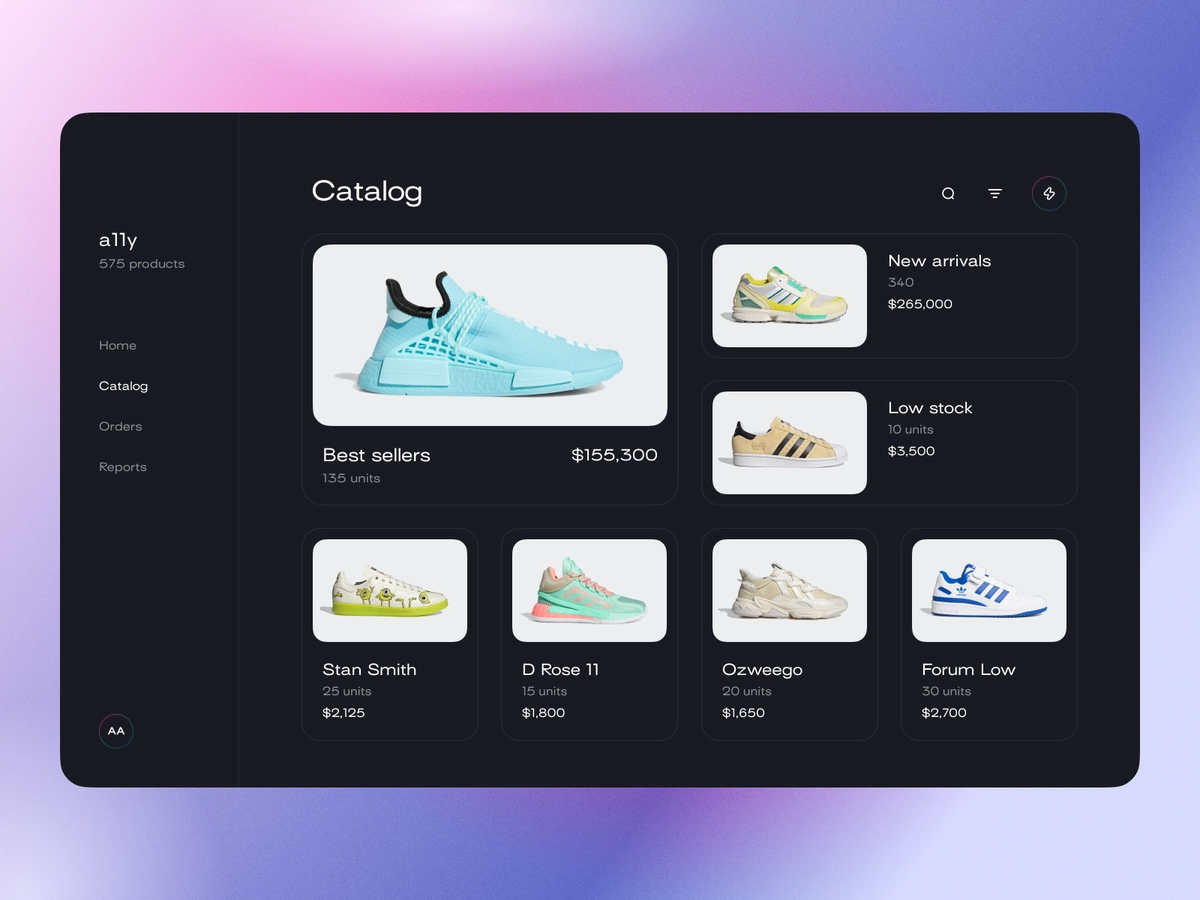 a11y
575 products
Home
Catalog
Orders
Reports
AA
Catalog
Best sellers
$155,300
135 units
New arrivals
340
$265,000
Low stock
10 units
$3,500
Stan Smith
25 units
$2,125
D Rose 11
15 units
$1,800
Ozweego
20 units
$1,650
Forum Low
30 units
$2,700